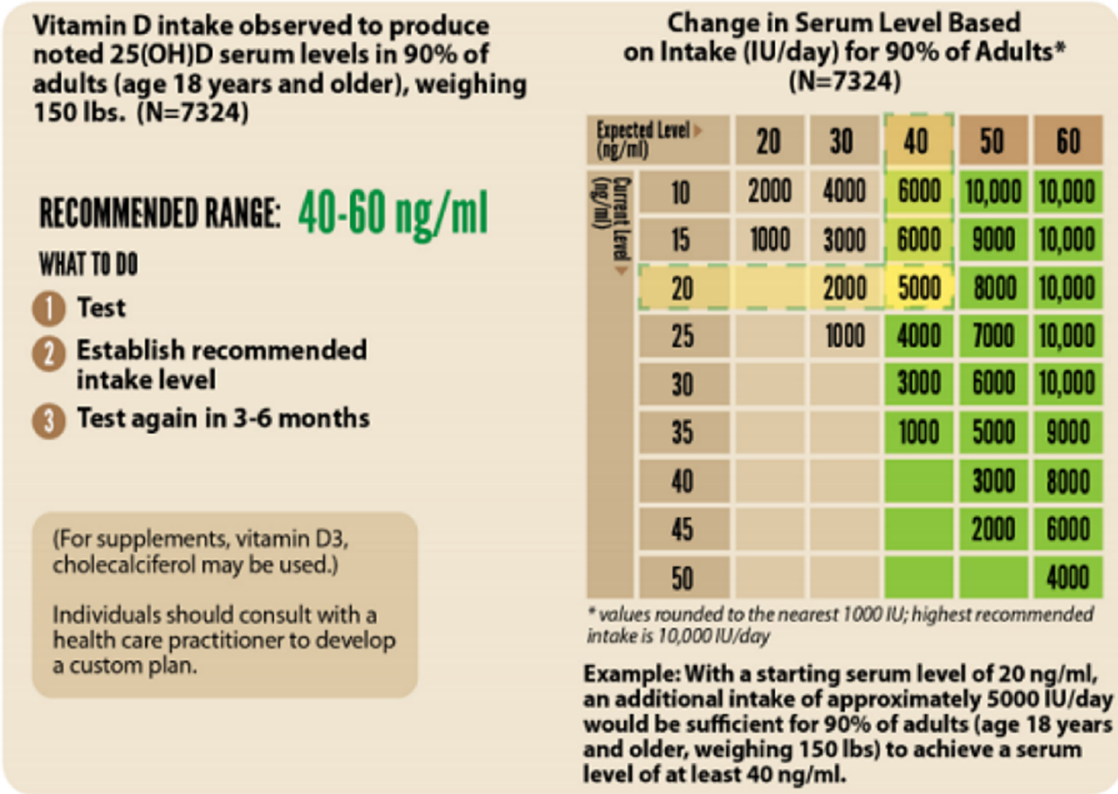 Vitamin D intake observed to produce
noted 25(OH)D serum levels in 90% of
adults (age 18 years and older), weighing
150 lbs. (N=7324)
RECOMMENDED RANGE: 40-60 ng/ml
WHAT TO DO
1 Test
2 Establish recommended
intake level
3 Test again in 3-6 months
(For supplements, vitamin D3,
cholecalciferol may be used.)
Individuals should consult with a
health care practitioner to develop
a custom plan.
Change in Serum Level Based
on Intake (IU/day) for 90% of Adults*
(N=7324)
Expected Level
(ng/ml)
20 30 40 50 60
Current Level
(ng/ml)
10 2000 4000 6000 10,000 10,000
15 1000 3000 6000 9000 10,000
20 2000 5000 8000 10,000
25 1000 4000 7000 10,000
30 3000 6000 10,000
35 1000 5000 9000
40 3000 8000
45 2000 6000
50 4000
* values rounded to the nearest 1000 IU; highest recommended
intake is 10,000 IU/day
Example: With a starting serum level of 20 ng/ml,
an additional intake of approximately 5000 IU/day
would be sufficient for 90% of adults (age 18 years
and older, weighing 150 lbs) to achieve a serum
level of at least 40 ng/ml.